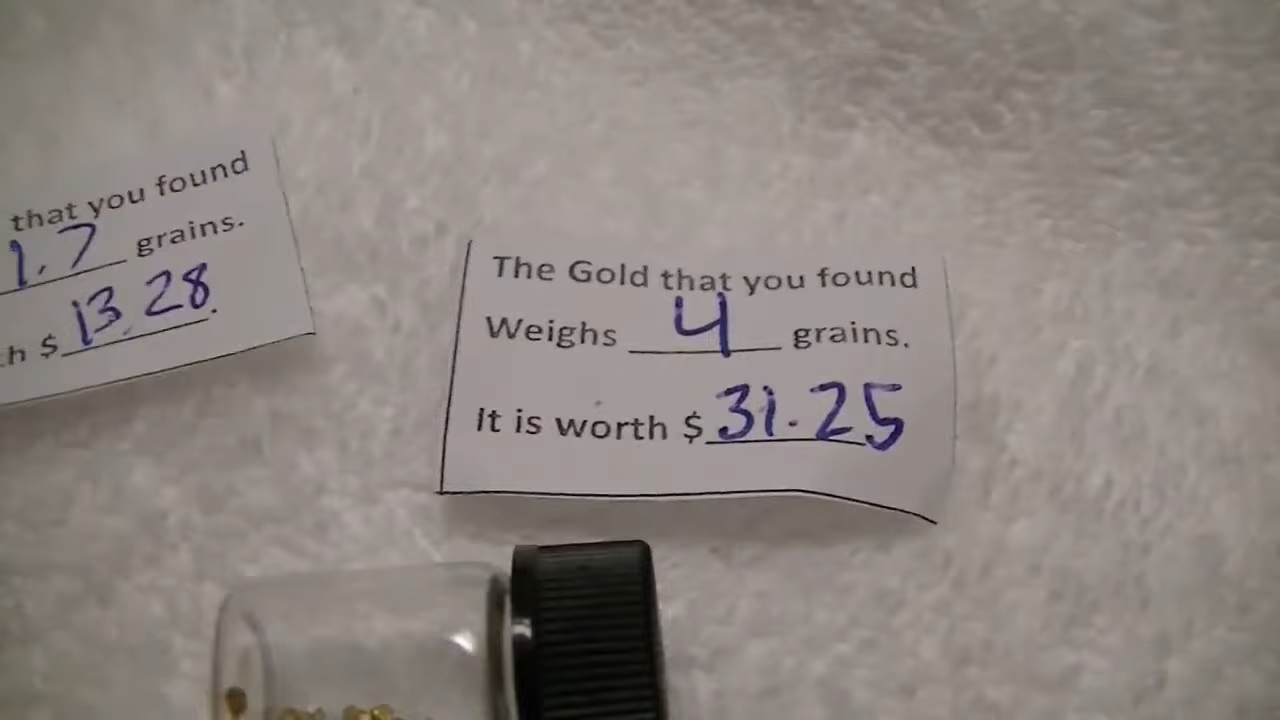 that you found
1.7 grains.
h $ 13.28.
The Gold that you found
Weighs 4 grains.
It is worth $ 31.25